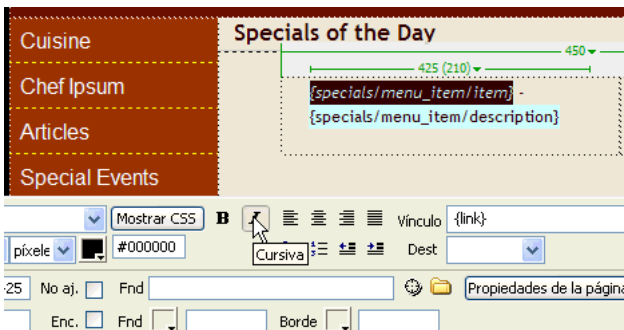 Cuisine
Chef Ipsum
Articles
Special Events
Specials of the Day
450
425 (210)
{specials/menu_item/item} -
{specials/menu_item/description}
Mostrar CSS B I Vínculo {link}
píxele #000000 Dest
Cursiva
25 No aj. Fnd Propiedades de la página
Enc. Fnd Borde